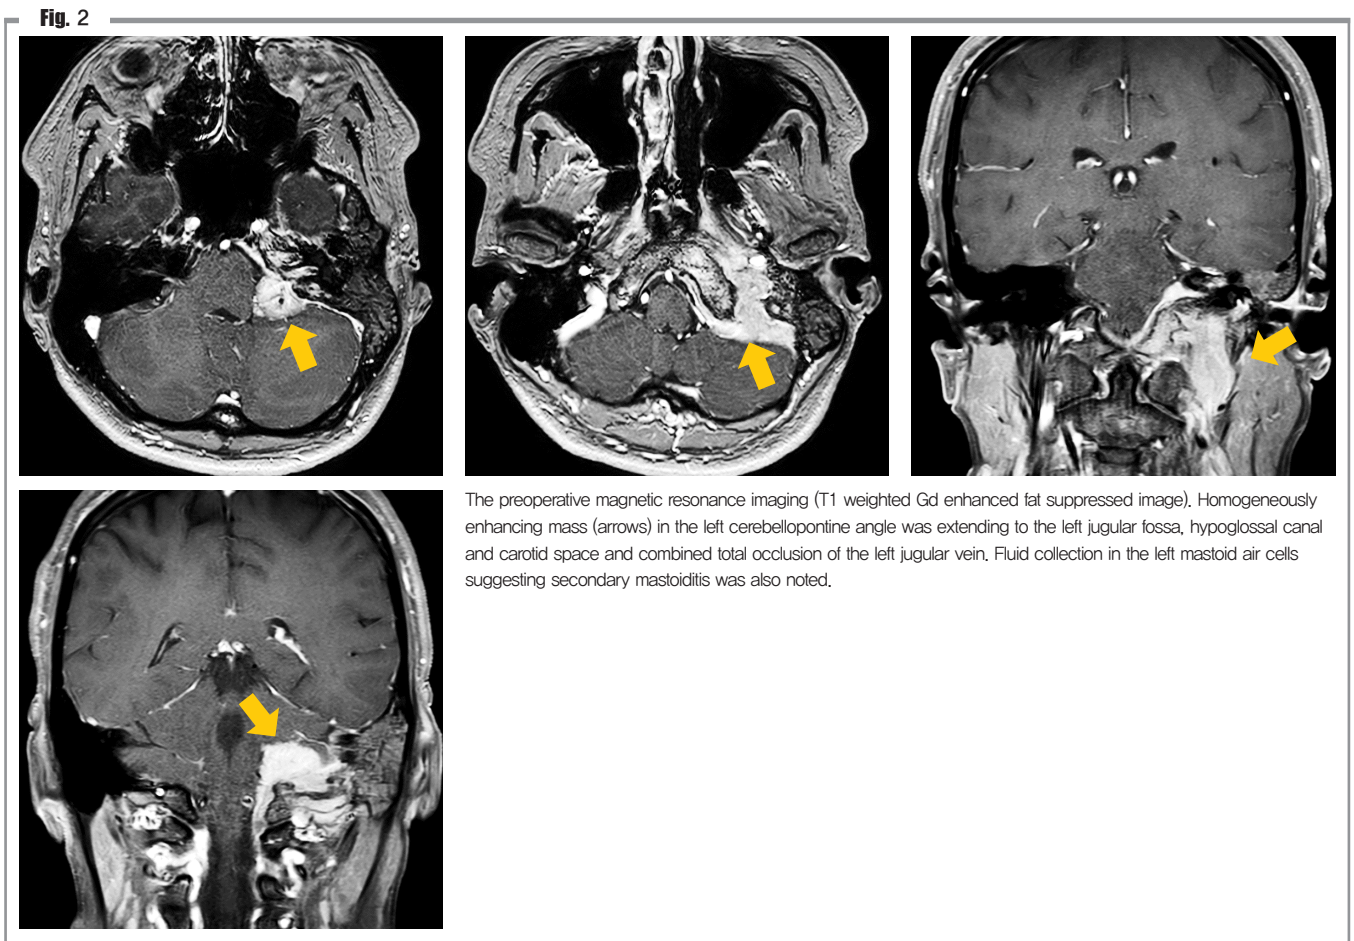 Fig. 2
The preoperative magnetic resonance imaging (T1 weighted Gd enhanced fat suppressed image). Homogeneously
enhancing mass (arrows) in the left cerebellopontine angle was extending to the left jugular fossa, hypoglossal canal
and carotid space and combined total occlusion of the left jugular vein. Fluid collection in the left mastoid air cells
suggesting secondary mastoiditis was also noted.